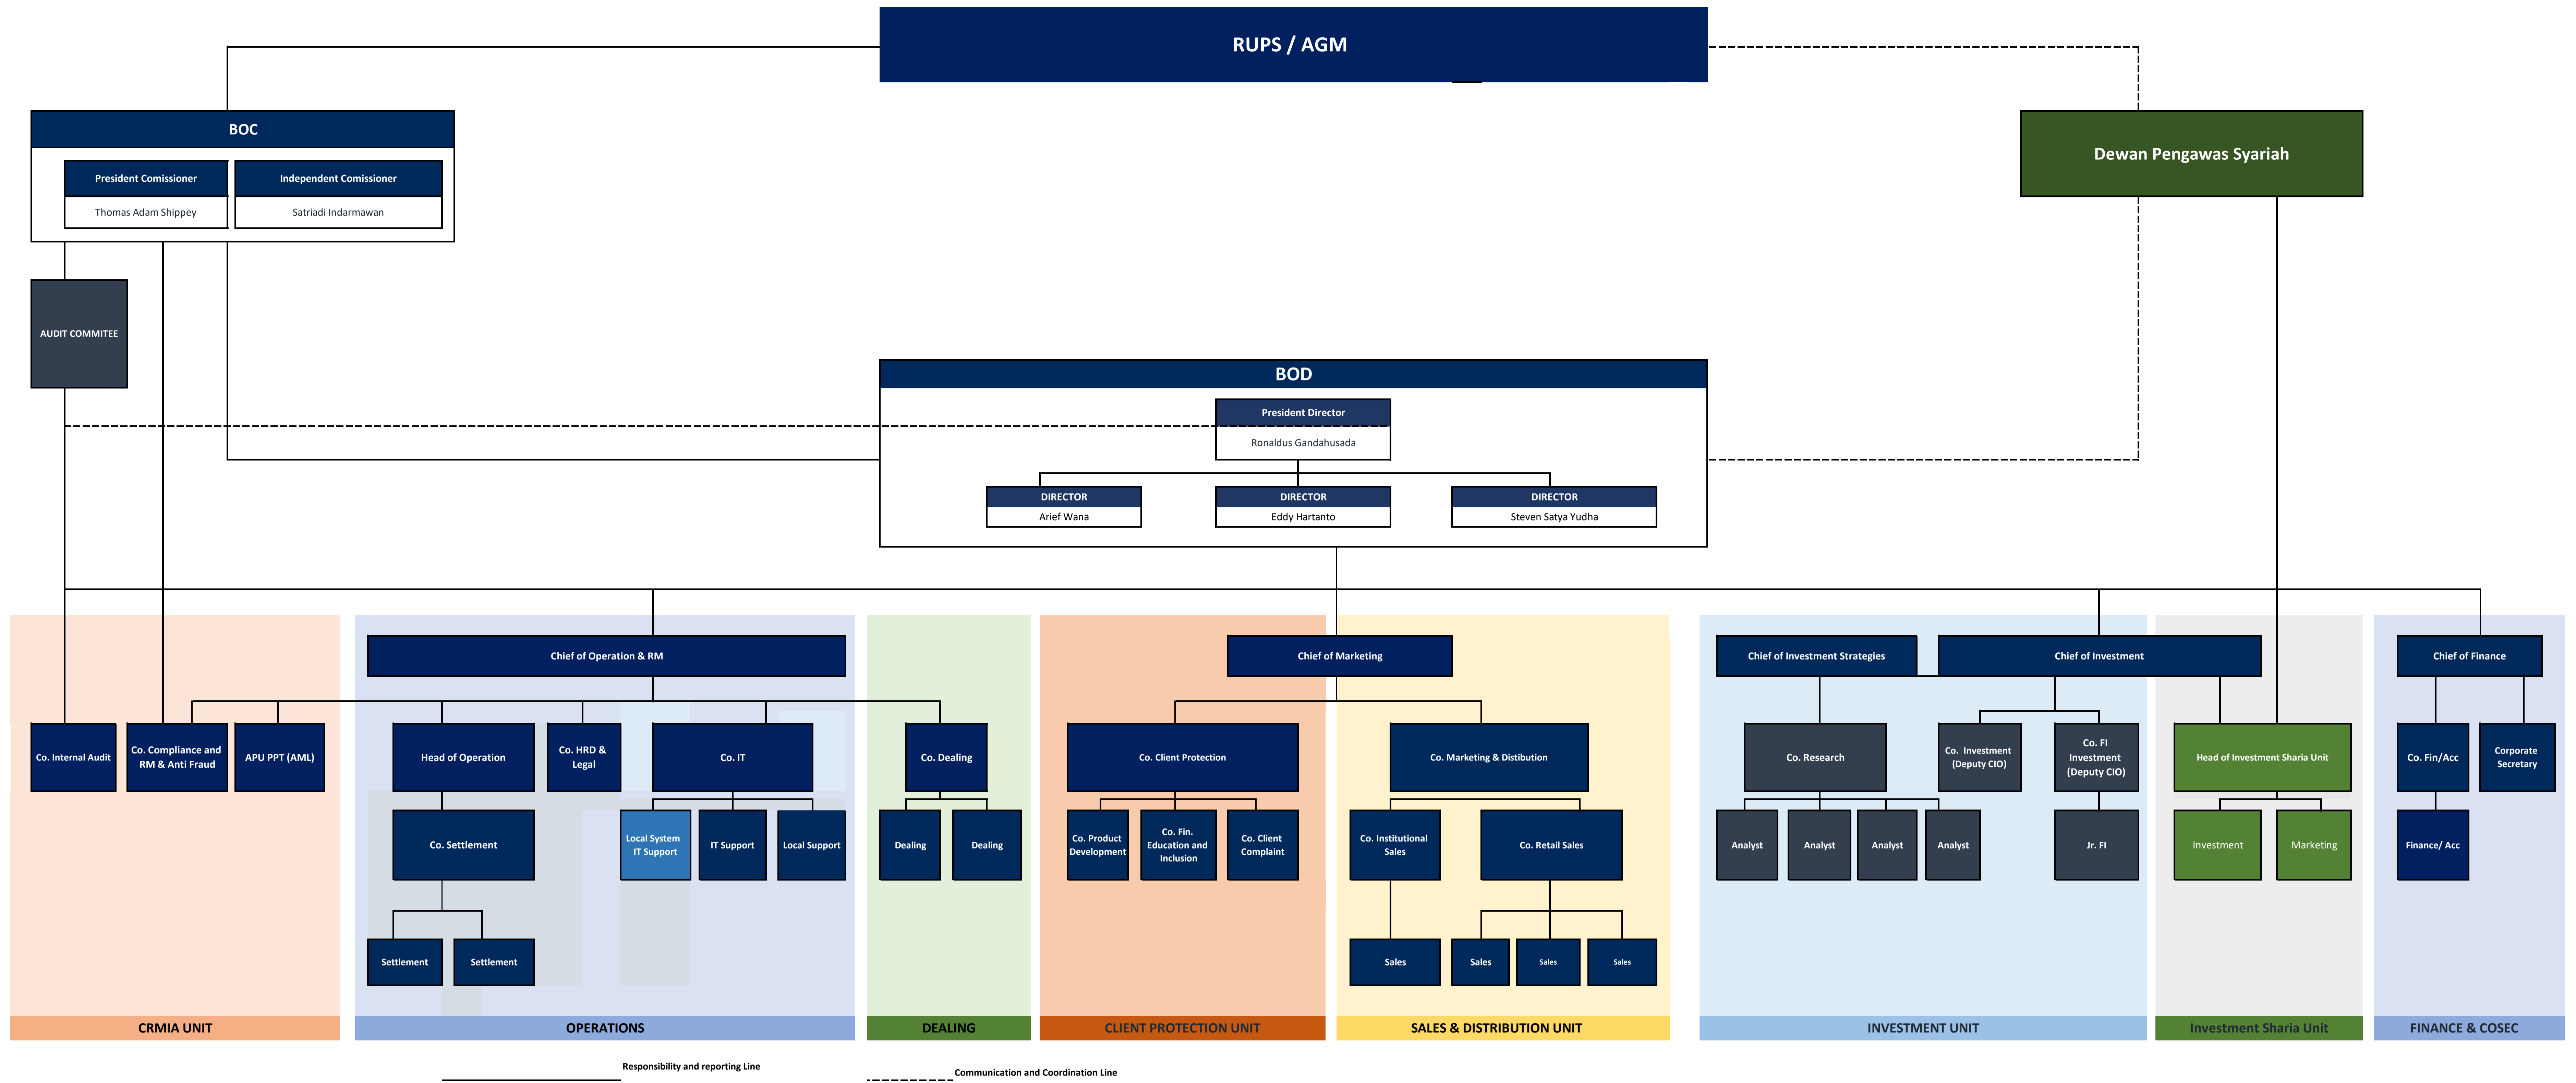 RUPS / AGM
BOC
President Comissioner
Independent Comissioner
Thomas Adam Shippey
Satriadi Indarmawan
Dewan Pengawas Syariah
AUDIT COMMITEE
BOD
President Director
Ronaldus Gandahusada
DIRECTOR
Arief Wana
DIRECTOR
Eddy Hartanto
DIRECTOR
Steven Satya Yudha
Chief of Operation & RM
Chief of Marketing
Chief of Investment Strategies
Chief of Investment
Chief of Finance
Co. Internal Audit
Co. Compliance and
RM & Anti Fraud
APU PPT (AML)
Head of Operation
Co. HRD &
Legal
Co. IT
Co. Dealing
Co. Client Protection
Co. Marketing & Distibution
Co. Research
Co. Investment
(Deputy CIO)
Co. FI
Investment
(Deputy CIO)
Head of Investment Sharia Unit
Co. Fin/Acc
Corporate
Secretary
Co. Settlement
Local System
IT Support
IT Support
Local Support
Dealing
Dealing
Co. Product
Development
Co. Fin.
Education and
Inclusion
Co. Client
Complaint
Co. Institutional
Sales
Co. Retail Sales
Analyst
Analyst
Analyst
Analyst
Jr. FI
Investment
Marketing
Finance/ Acc
Settlement
Settlement
Sales
Sales
Sales
Sales
CRMIA UNIT
OPERATIONS
DEALING
CLIENT PROTECTION UNIT
SALES & DISTRIBUTION UNIT
INVESTMENT UNIT
Investment Sharia Unit
FINANCE & COSEC
Responsibility and reporting Line
Communication and Coordination Line